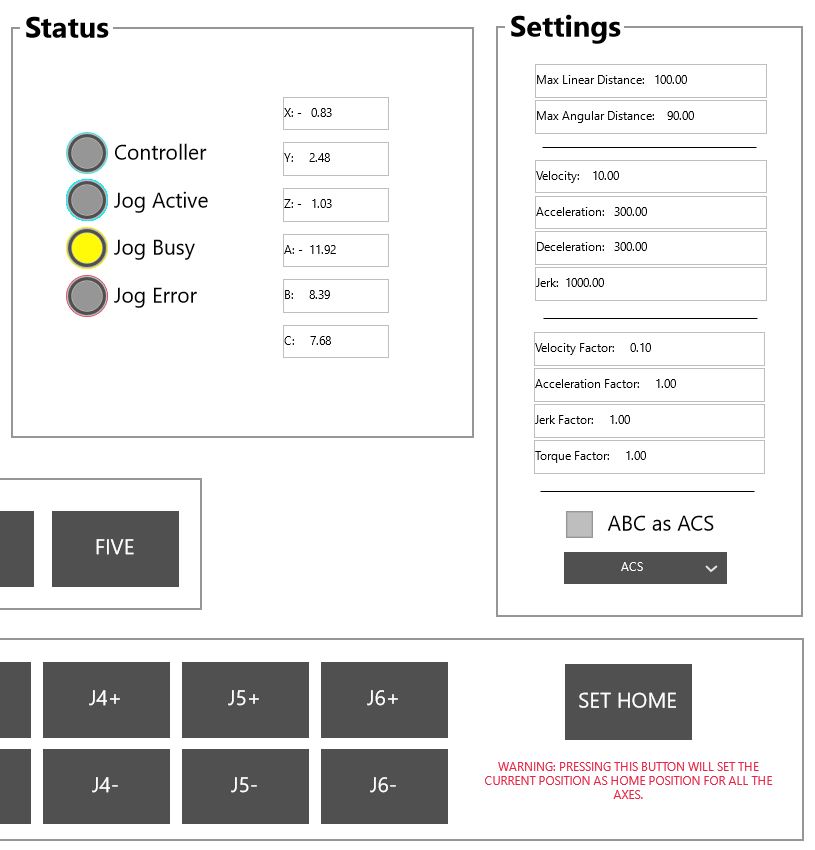 Status
Controller
Jog Active
Jog Busy
Jog Error
X: - 0.83
Y: 2.48
Z: - 1.03
A: - 11.92
B: 8.39
C: 7.68
Settings
Max Linear Distance: 100.00
Max Angular Distance: 90.00
Velocity: 10.00
Acceleration: 300.00
Deceleration: 300.00
Jerk: 1000.00
Velocity Factor: 0.10
Acceleration Factor: 1.00
Jerk Factor: 1.00
Torque Factor: 1.00
ABC as ACS
ACS
FIVE
J4+ J5+ J6+
J4- J5- J6-
SET HOME
WARNING: PRESSING THIS BUTTON WILL SET THE
CURRENT POSITION AS HOME POSITION FOR ALL THE
AXES.